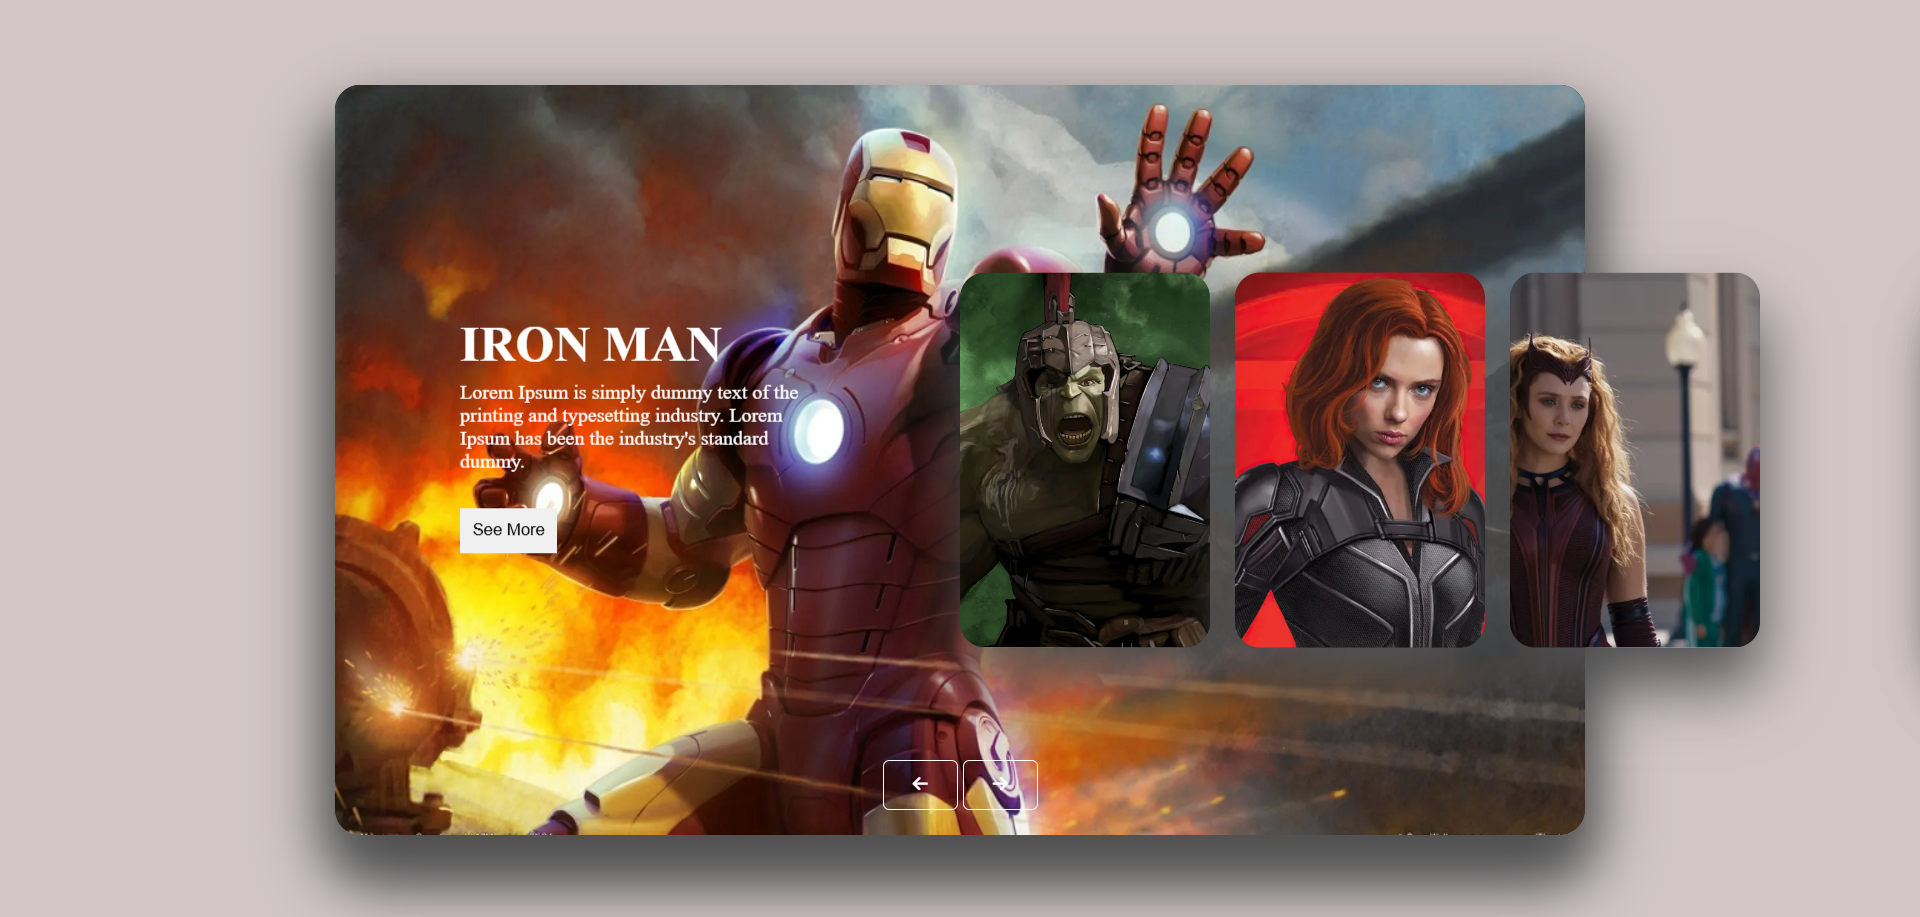 IRON MAN
Lorem Ipsum is simply dummy text of the
printing and typesetting industry. Lorem
Ipsum has been the industry's standard
dummy.
See More